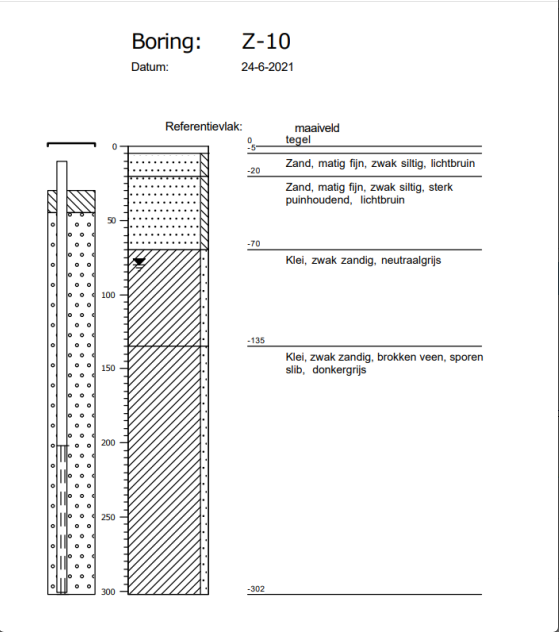 Boring: Z-10
Datum: 24-6-2021
Referentievlak: maaiveld
0
tegel
-5
Zand, matig fijn, zwak siltig, lichtbruin
-20
Zand, matig fijn, zwak siltig, sterk
puinhoudend, lichtbruin
-70
Klei, zwak zandig, neutraalgrijs
-135
Klei, zwak zandig, brokken veen, sporen
slib, donkergrijs
-302
0
50
100
150
200
250
300